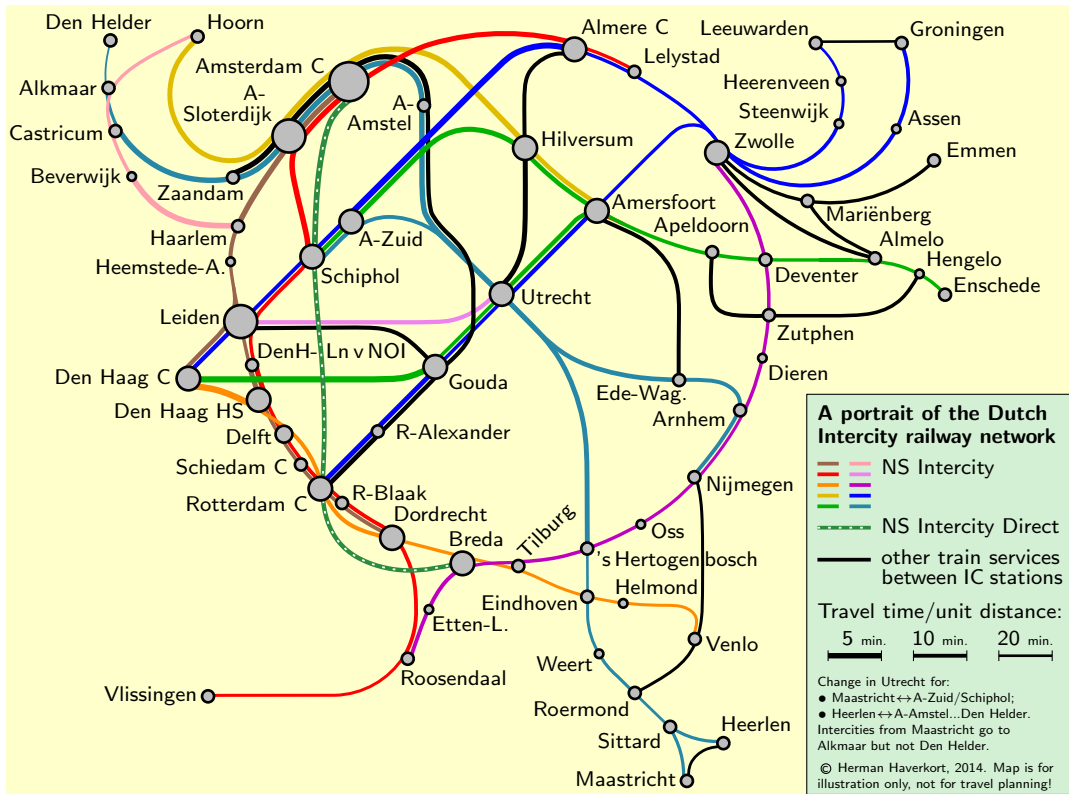 Den Helder
Hoorn
Almere C
Leeuwarden
Groningen
Amsterdam C
Lelystad
Alkmaar
A-
Sloterdijk
A-
Amstel
Heerenveen
Steenwijk
Assen
Castricum
Hilversum
Zwolle
Emmen
Beverwijk
Zaandam
Amersfoort
Mariënberg
Haarlem
A-Zuid
Apeldoorn
Almelo
Heemstede-A.
Schiphol
Deventer
Hengelo
Enschede
Leiden
Utrecht
Zutphen
DenH- Ln v NOI
Den Haag C
Gouda
Dieren
Den Haag HS
Ede-Wag.
Arnhem
Delft
R-Alexander
Schiedam C
Rotterdam C
R-Blaak
Nijmegen
Dordrecht
Breda
Tilburg
Oss
's Hertogenbosch
Eindhoven
Helmond
Etten-L.
Venlo
Roosendaal
Weert
Vlissingen
Roermond
Sittard
Heerlen
Maastricht
A portrait of the Dutch
Intercity railway network
NS Intercity
NS Intercity Direct
other train services
between IC stations
Travel time/unit distance:
5 min. 10 min. 20 min.
Change in Utrecht for:
• Maastricht↔A-Zuid/Schiphol;
• Heerlen↔A-Amstel...Den Helder.
Intercities from Maastricht go to
Alkmaar but not Den Helder.
© Herman Haverkort, 2014. Map is for
illustration only, not for travel planning!